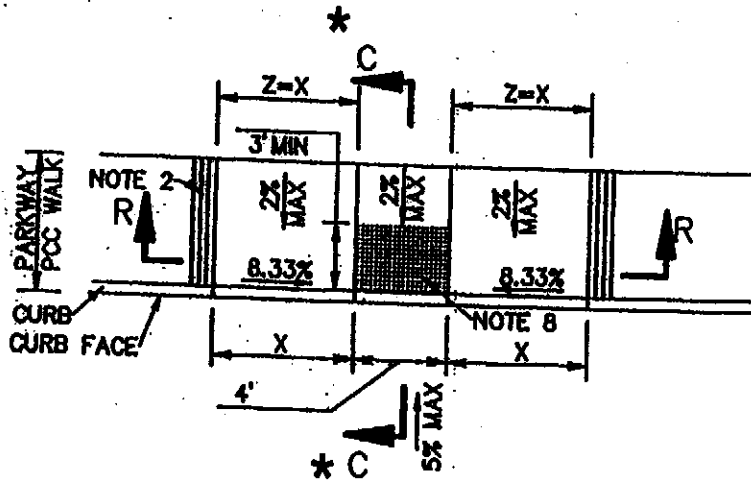 *
C
Z=X
Z=X
3' MIN
PARKWAY
PCC WALK
NOTE 2
2%
MAX
2%
MAX
2%
MAX
R
R
8.33%
8.33%
CURB
CURB FACE
NOTE 8
X
X
4'
5% MAX
* C